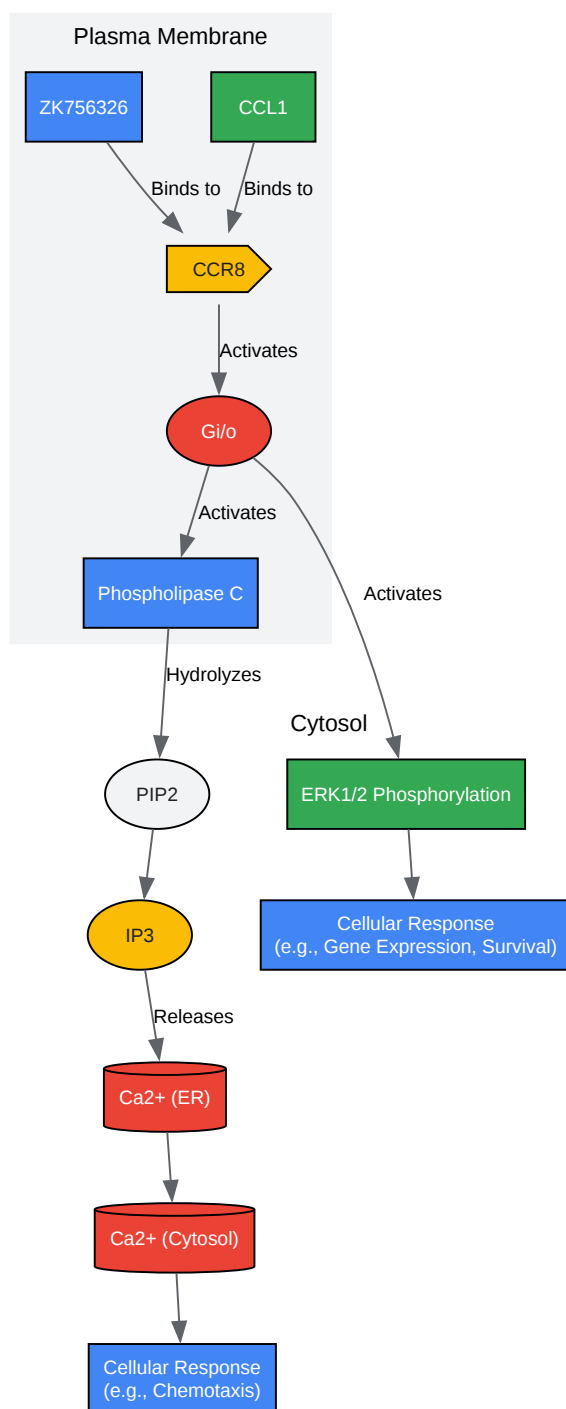 Plasma Membrane
ZK756326
CCL1
Binds to
Binds to
CCR8
Activates
Gi/o
Activates
Phospholipase C
Activates
Hydrolyzes
Cytosol
PIP2
ERK1/2 Phosphorylation
IP3
Cellular Response
(e.g., Gene Expression, Survival)
Releases
Ca2+ (ER)
Ca2+ (Cytosol)
Cellular Response
(e.g., Chemotaxis)